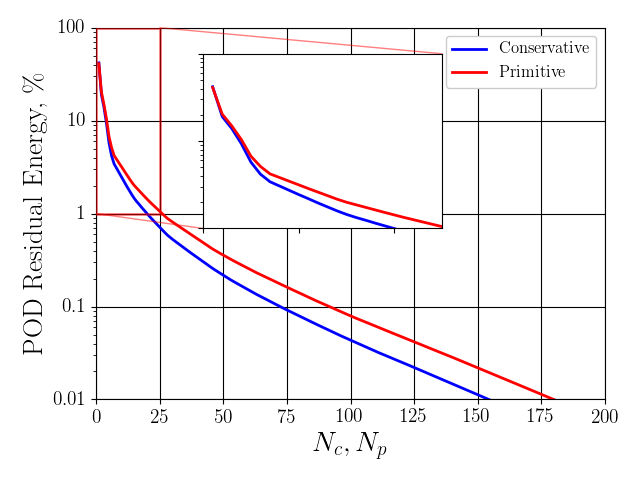 100
10
1
0.1
0.01
POD Residual Energy, %
Conservative
Primitive
0 25 50 75 100 125 150 175 200
N_c, N_p